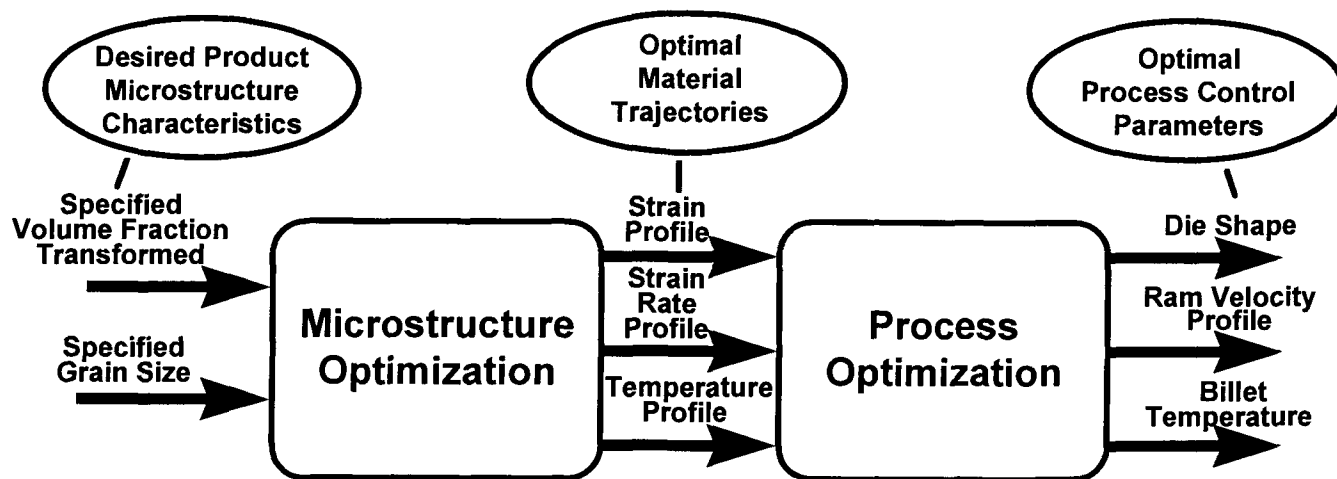 Desired Product
Microstructure
Characteristics
Optimal
Material
Trajectories
Optimal
Process Control
Parameters
Specified
Volume Fraction
Transformed
Specified
Grain Size
Microstructure
Optimization
Strain
Profile
Strain
Rate
Profile
Temperature
Profile
Process
Optimization
Die Shape
Ram Velocity
Profile
Billet
Temperature